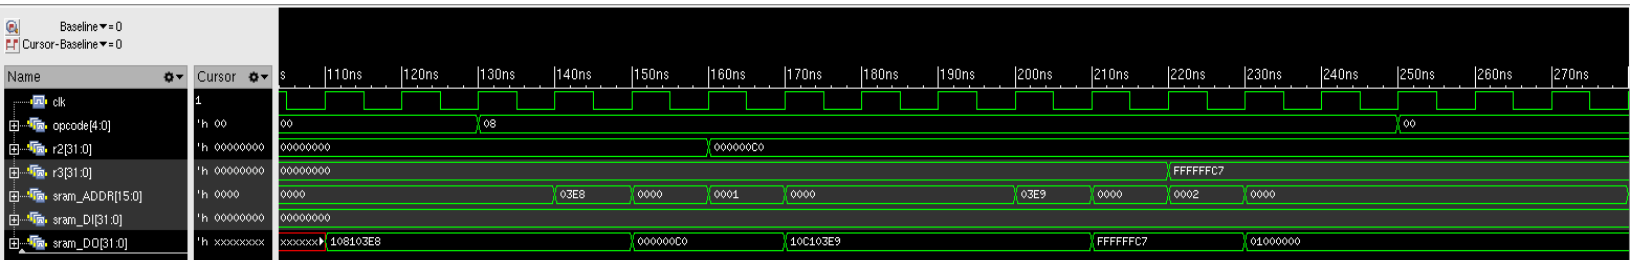 Baseline▼= 0
Cursor-Baseline▼= 0
Name Cursor s 110ns 120ns 130ns 140ns 150ns 160ns 170ns 180ns 190ns 200ns 210ns 220ns 230ns 240ns 250ns 260ns 270ns
clk 1
opcode[4:0] 'h 00 00 08 00
r2[31:0] 'h 00000000 00000000 000000C0
r3[31:0] 'h 00000000 00000000 FFFFFFC7
sram_ADDR[15:0] 'h 0000 0000 03E8 0000 0001 0000 03E9 0000 0002 0000
sram_DI[31:0] 'h 00000000 00000000
sram_DO[31:0] 'h xxxxxxxx xxxxxx 108103E8 000000C0 10C103E9 FFFFFFC7 01000000